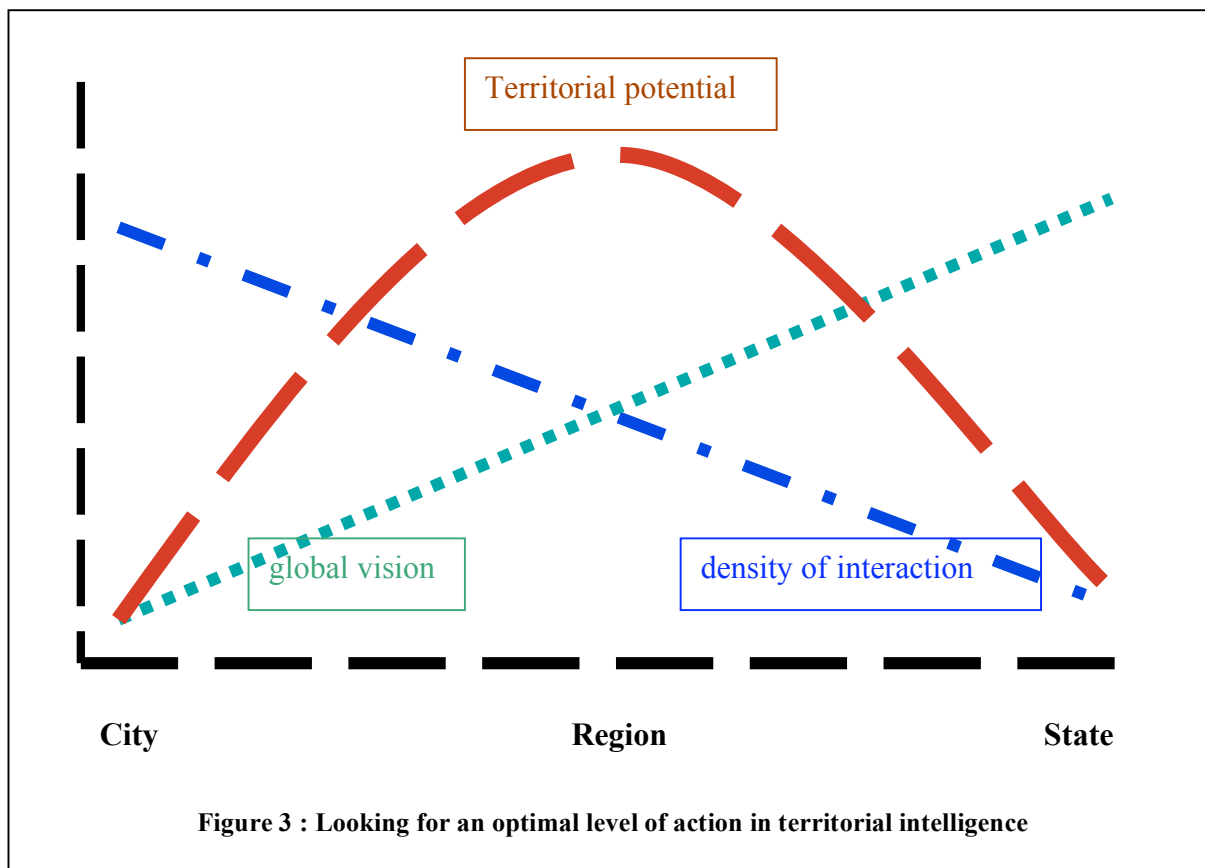 Territorial potential
global vision
density of interaction
City
Region
State
Figure 3 : Looking for an optimal level of action in territorial intelligence